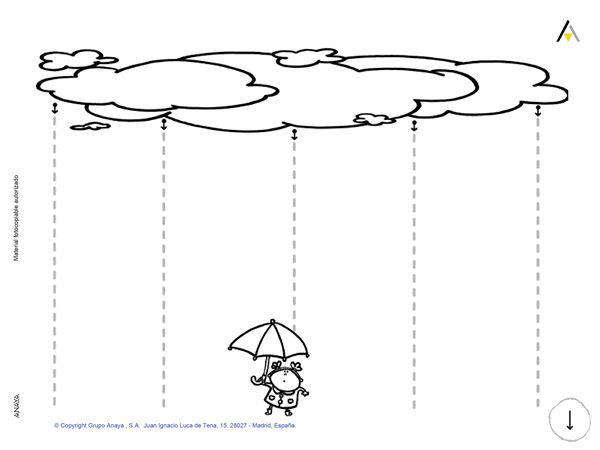 Material fotocopiable autorizado
ANAYA
© Copyright Grupo Anaya , S.A. Juan Ignacio Luca de Tena, 15. 28027 - Madrid, España.